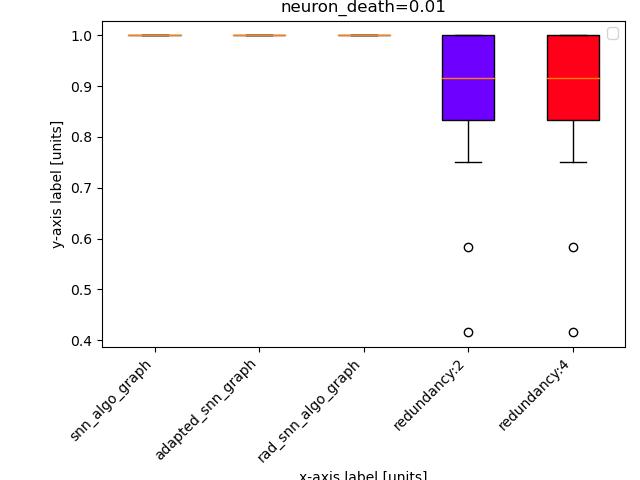 neuron_death=0.01
1.0
0.9
0.8
0.7
0.6
0.5
0.4
y-axis label [units]
snn_algo_graph
adapted_snn_graph
rad_snn_algo_graph
redundancy:2
redundancy:4
x-axis label [units]